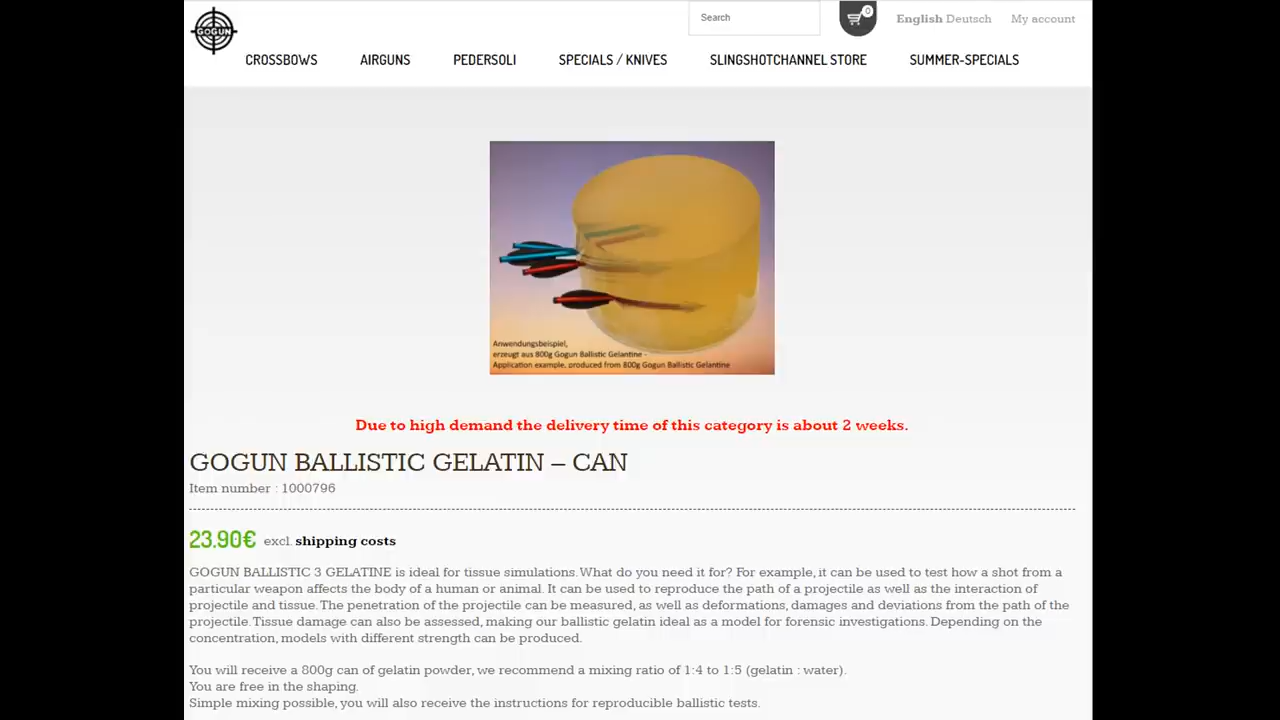 GOGUN
Search
0
English Deutsch
My account
CROSSBOWS
AIRGUNS
PEDERSOLI
SPECIALS / KNIVES
SLINGSHOTCHANNEL STORE
SUMMER-SPECIALS
Anwendungsbeispiel,
erzeugt aus 800g Gogun Ballistic Gelantine -
Application example, produced from 800g Gogun Ballistic Gelantine
Due to high demand the delivery time of this category is about 2 weeks.
GOGUN BALLISTIC GELATIN – CAN
Item number : 1000796
23.90€ excl. shipping costs
GOGUN BALLISTIC 3 GELATINE is ideal for tissue simulations. What do you need it for? For example, it can be used to test how a shot from a
particular weapon affects the body of a human or animal. It can be used to reproduce the path of a projectile as well as the interaction of
projectile and tissue. The penetration of the projectile can be measured, as well as deformations, damages and deviations from the path of the
projectile. Tissue damage can also be assessed, making our ballistic gelatin ideal as a model for forensic investigations. Depending on the
concentration, models with different strength can be produced.
You will receive a 800g can of gelatin powder, we recommend a mixing ratio of 1:4 to 1:5 (gelatin : water).
You are free in the shaping.
Simple mixing possible, you will also receive the instructions for reproducible ballistic tests.